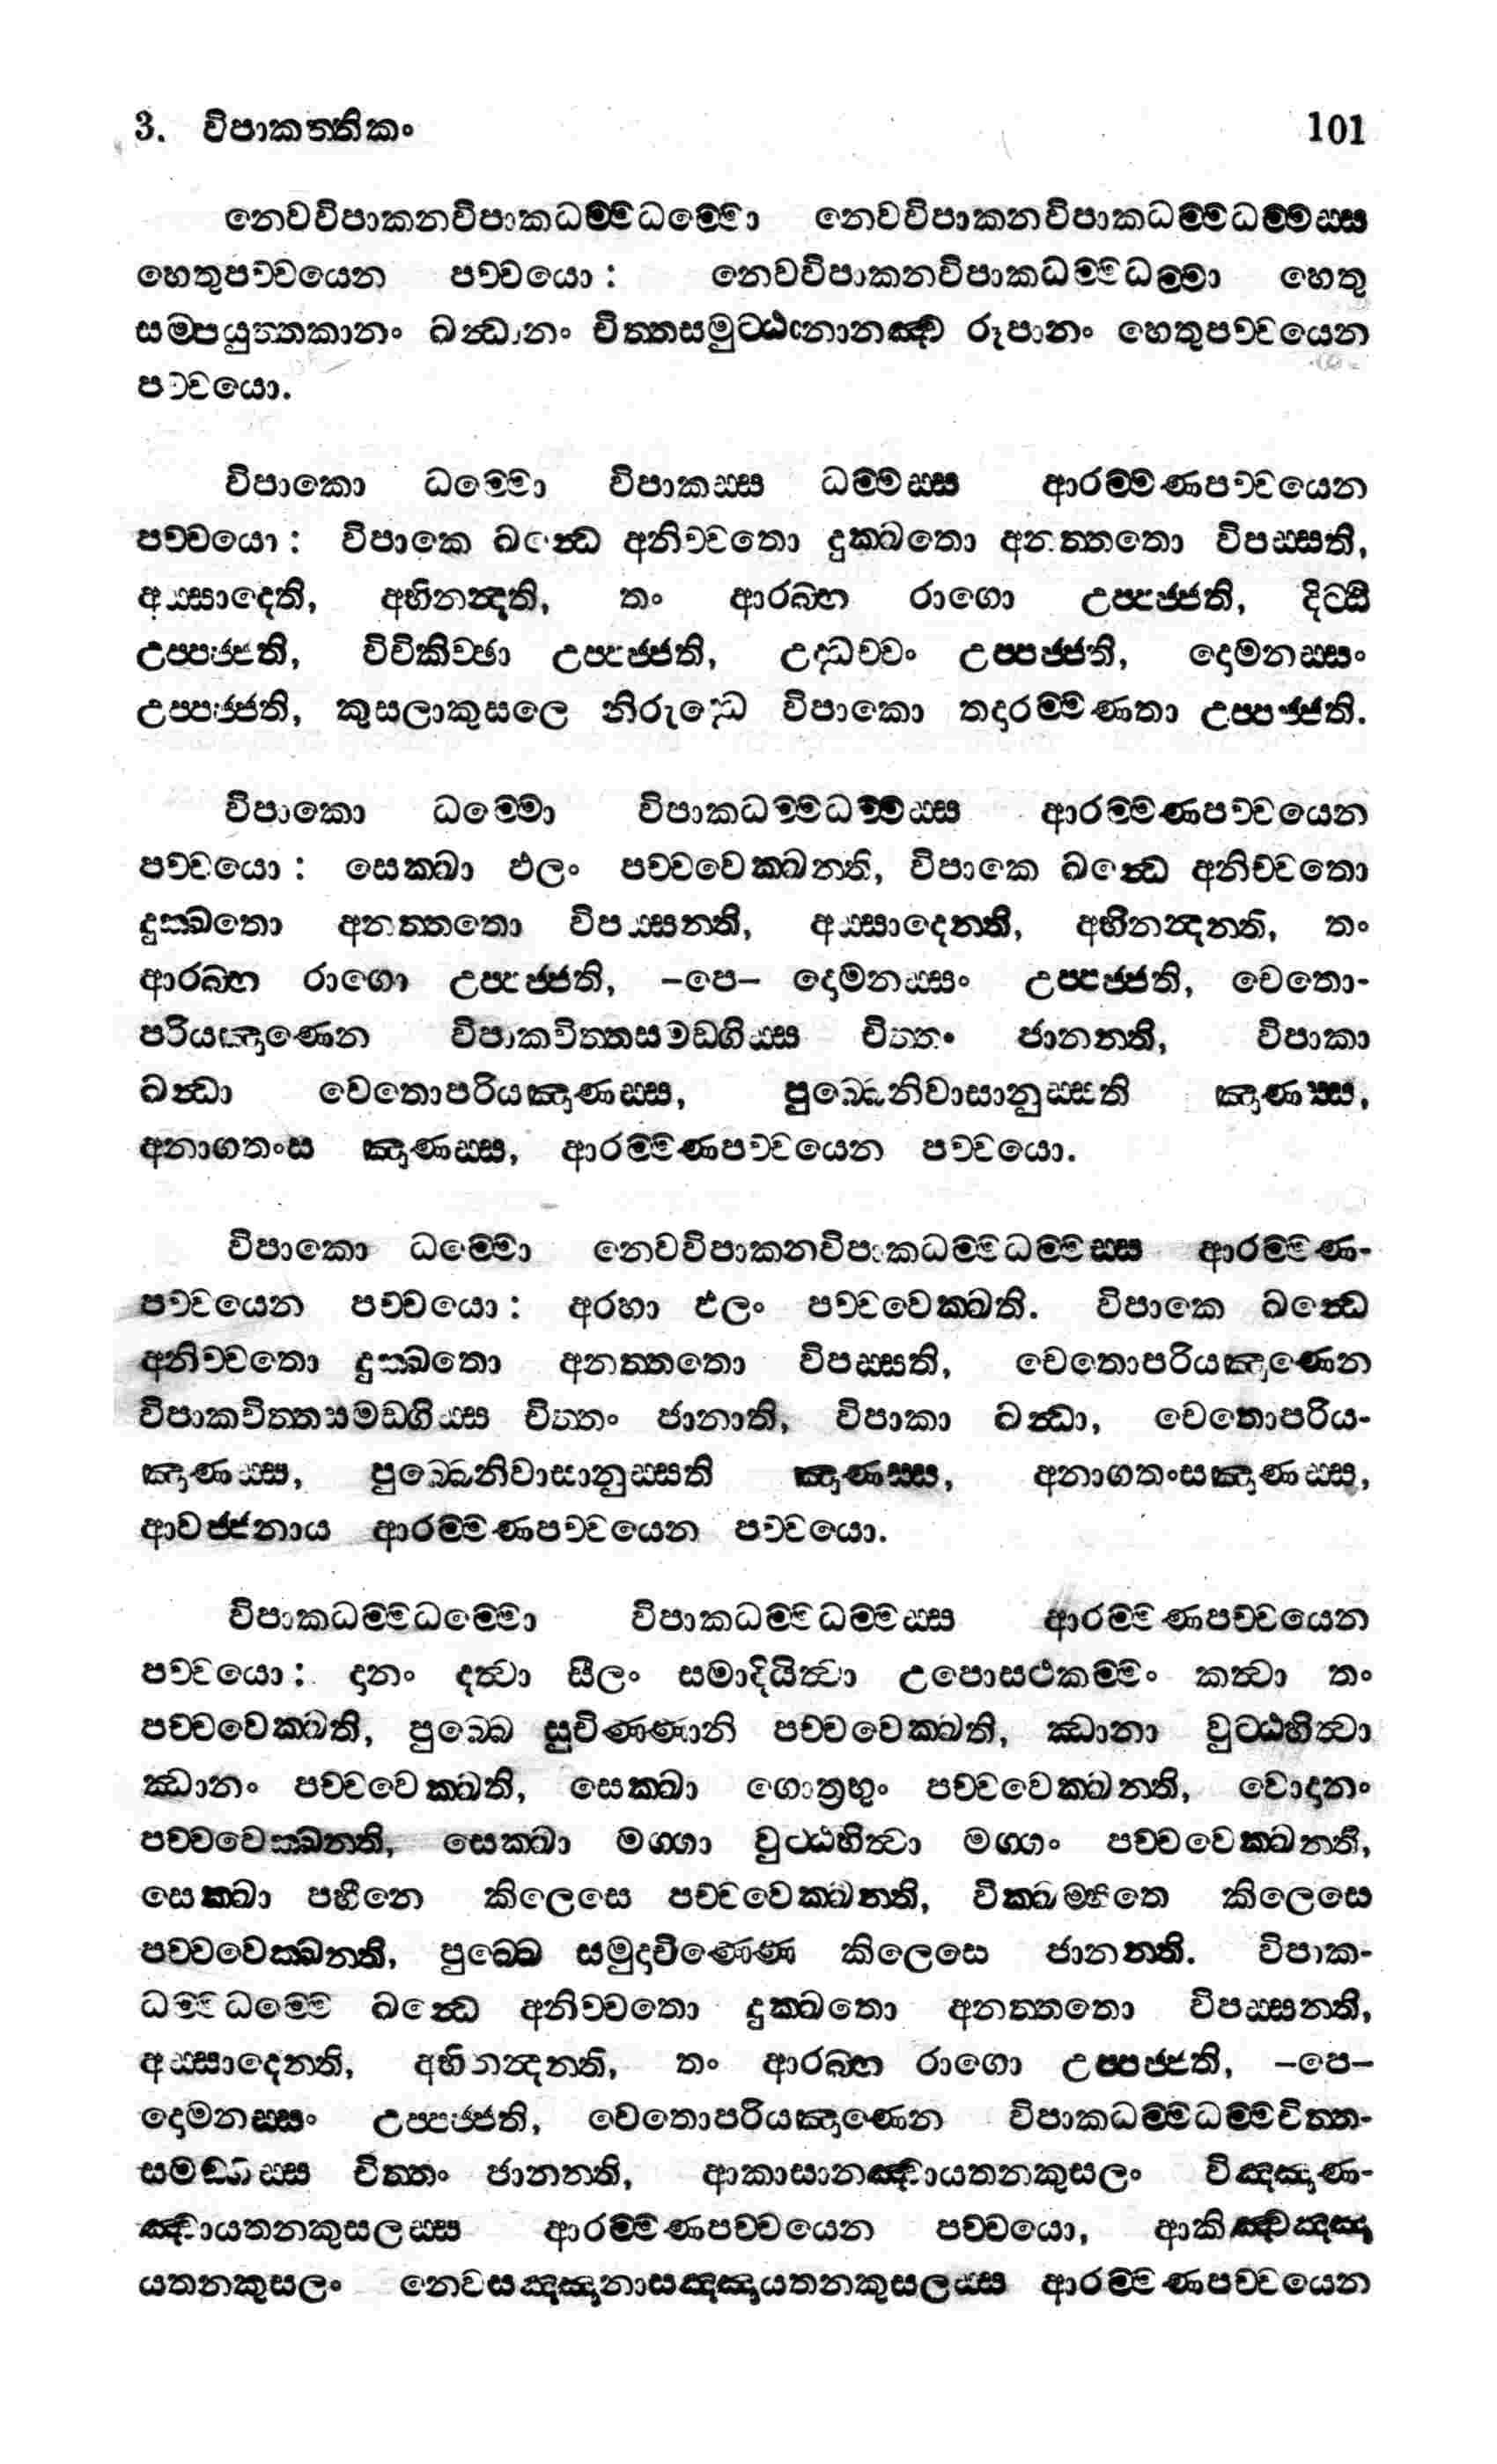 3. විපාකත්තිකං 101
නෙවවිපාකනවිපාකධම්මධම්මො නෙවවිපාකනවිපාකධම්මධම්මස්ස
හෙතුපච්චයෙන පච්චයො: නෙවවිපාකනවිපාකධම්මධම්මා හෙතු
සම්පයුත්තකානං ඛන්ධානං චිත්තසමුට්ඨානානඤ්ච රූපානං හෙතුපච්චයෙන
පච්චයො.
විපාකො ධම්මො විපාකස්ස ධම්මස්ස ආරම්මණපච්චයෙන
පච්චයො: විපාකෙ ඛන්ධෙ අනිච්චතො දුක්ඛතො අනත්තතො විපස්සති,
අස්සාදෙති, අභිනන්දති, තං ආරබ්භ රාගො උප්පජ්ජති, දිට්ඨි
උප්පජ්ජති, විචිකිච්ඡා උප්පජ්ජති, උද්ධච්චං උප්පජ්ජති, දොමනස්සං
උප්පජ්ජති, කුසලාකුසලෙ නිරුද්ධෙ විපාකො තදාරම්මණතා උප්පජ්ජති.
විපාකො ධම්මො විපාකධම්මධම්මස්ස ආරම්මණපච්චයෙන
පච්චයො: සෙක්ඛා ඵලං පච්චවෙක්ඛන්ති, විපාකෙ ඛන්ධෙ අනිච්චතො
දුක්ඛතො අනත්තතො විපස්සන්ති, අස්සාදෙන්ති, අභිනන්දන්ති, තං
ආරබ්භ රාගො උප්පජ්ජති, –පෙ– දොමනස්සං උප්පජ්ජති, චෙතො-
පරියඤාණෙන විපාකචිත්තසමඞ්ගිස්ස චිත්තං ජානන්ති, විපාකා
ඛන්ධා චෙතොපරියඤාණස්ස, පුබ්බෙනිවාසානුස්සති ඤාණස්ස,
අනාගතංස ඤාණස්ස, ආරම්මණපච්චයෙන පච්චයො.
විපාකො ධම්මො නෙවවිපාකනවිපාකධම්මධම්මස්ස ආරම්මණ-
පච්චයෙන පච්චයො: අරහා ඵලං පච්චවෙක්ඛති. විපාකෙ ඛන්ධෙ
අනිච්චතො දුක්ඛතො අනත්තතො විපස්සති, චෙතොපරියඤාණෙන
විපාකචිත්තසමඞ්ගිස්ස චිත්තං ජානාති, විපාකා ඛන්ධා, චෙතොපරිය-
ඤාණස්ස, පුබ්බෙනිවාසානුස්සති ඤාණස්ස, අනාගතංසඤාණස්ස,
ආවජ්ජනාය ආරම්මණපච්චයෙන පච්චයො.
විපාකධම්මධම්මො විපාකධම්මධම්මස්ස ආරම්මණපච්චයෙන
පච්චයො: දානං දත්වා සීලං සමාදියිත්වා උපොසථකම්මං කත්වා තං
පච්චවෙක්ඛති, පුබ්බෙ සුචිණ්ණානි පච්චවෙක්ඛති, ඣානා වුට්ඨහිත්වා
ඣානං පච්චවෙක්ඛති, සෙක්ඛා ගොත්‍රභුං පච්චවෙක්ඛන්ති, වොදානං
පච්චවෙක්ඛන්ති, සෙක්ඛා මග්ගා වුට්ඨහිත්වා මග්ගං පච්චවෙක්ඛන්ති,
සෙක්ඛා පහීනෙ කිලෙසෙ පච්චවෙක්ඛන්ති, වික්ඛම්භිතෙ කිලෙසෙ
පච්චවෙක්ඛන්ති, පුබ්බෙ සමුදාචිණ්ණෙ කිලෙසෙ ජානන්ති. විපාක-
ධම්මධම්මෙ ඛන්ධෙ අනිච්චතො දුක්ඛතො අනත්තතො විපස්සන්ති,
අස්සාදෙන්ති, අභිනන්දන්ති, තං ආරබ්භ රාගො උප්පජ්ජති, –පෙ–
දොමනස්සං උප්පජ්ජති, චෙතොපරියඤාණෙන විපාකධම්මධම්මචිත්ත-
සමඞ්ගිස්ස චිත්තං ජානන්ති, ආකාසානඤ්චායතනකුසලං විඤ්ඤාණ-
ඤ්චායතනකුසලස්ස ආරම්මණපච්චයෙන පච්චයො, ආකිඤ්චඤ්ඤා
යතනකුසලං නෙවසඤ්ඤානාසඤ්ඤායතනකුසලස්ස ආරම්මණපච්චයෙන